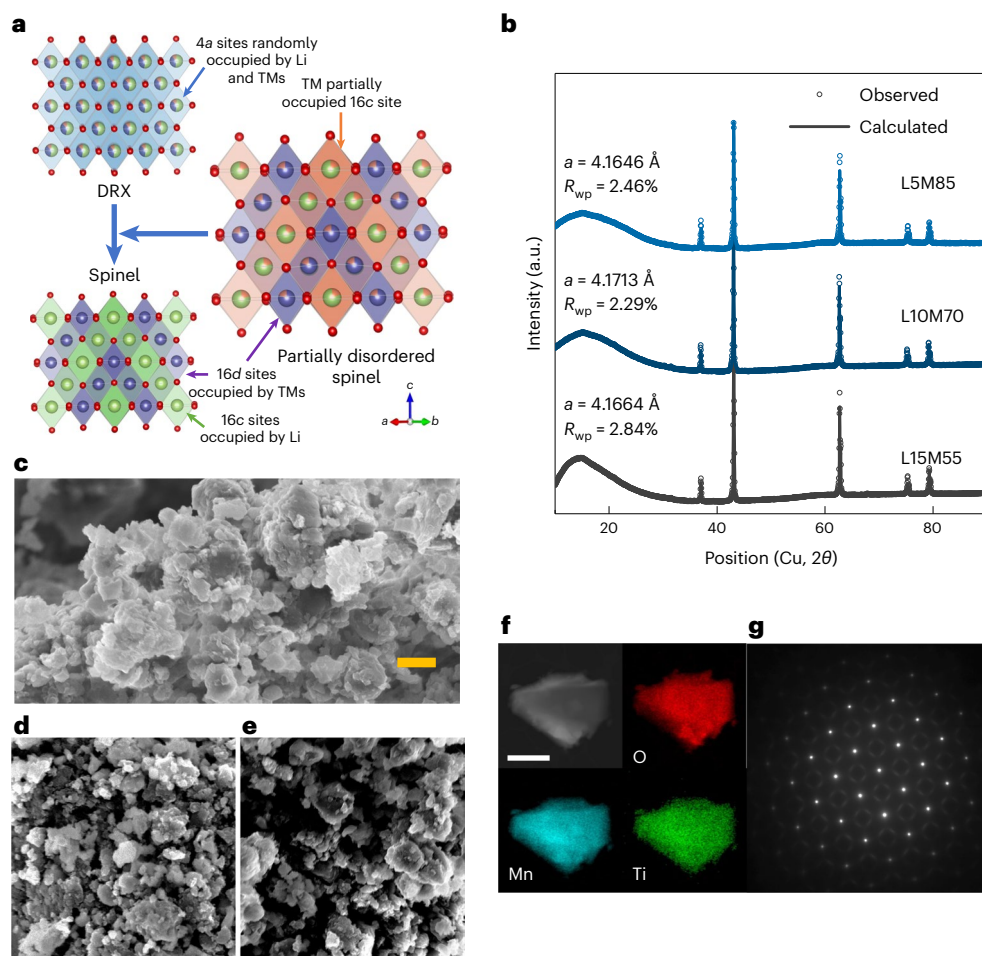 a
4a sites randomly
occupied by Li
and TMs
TM partially
occupied 16c site
DRX
Spinel
Partially disordered
spinel
16d sites
occupied by TMs
16c sites
occupied by Li
c
a
b
b
Observed
Calculated
a = 4.1646 Å
Rwp = 2.46%
L5M85
a = 4.1713 Å
Rwp = 2.29%
L10M70
a = 4.1664 Å
Rwp = 2.84%
L15M55
Intensity (a.u.)
20
40
60
80
Position (Cu, 2θ)
c
d
e
f
O
Mn
Ti
g